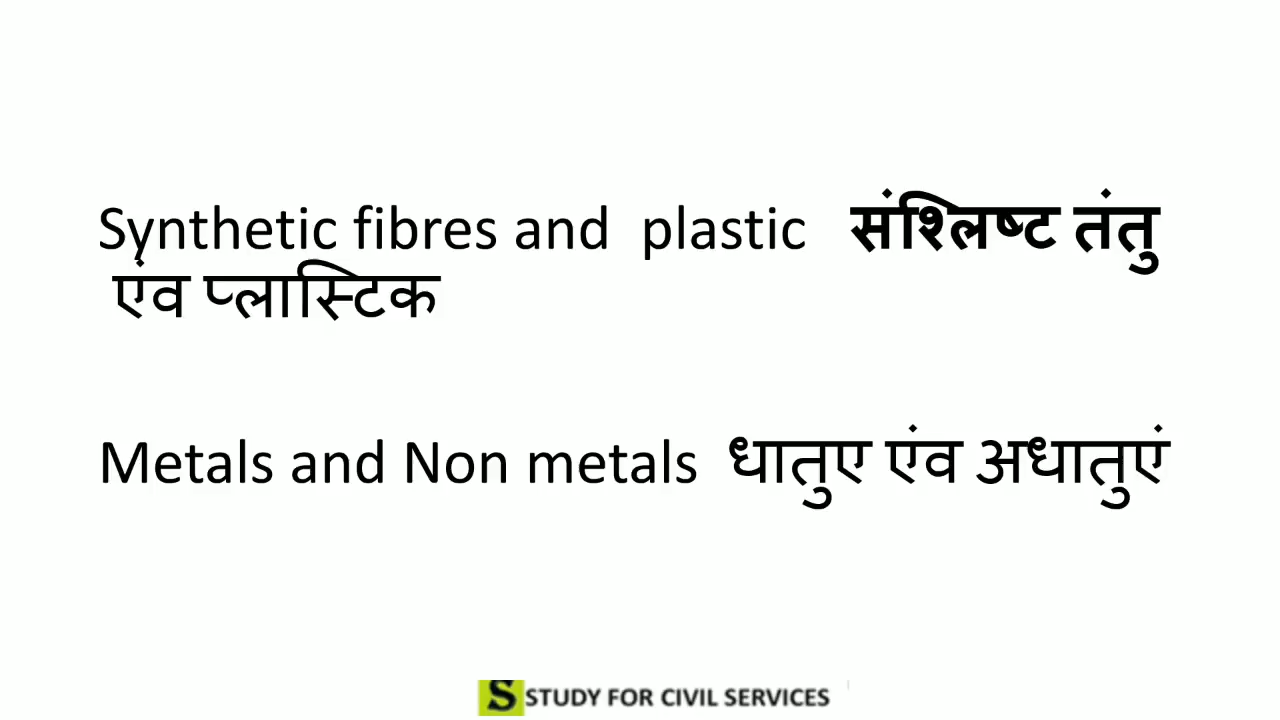 Synthetic fibres and plastic संश्लिष्ट तंतु
एंव प्लास्टिक
Metals and Non metals धातुए एंव अधातुएं
S STUDY FOR CIVIL SERVICES